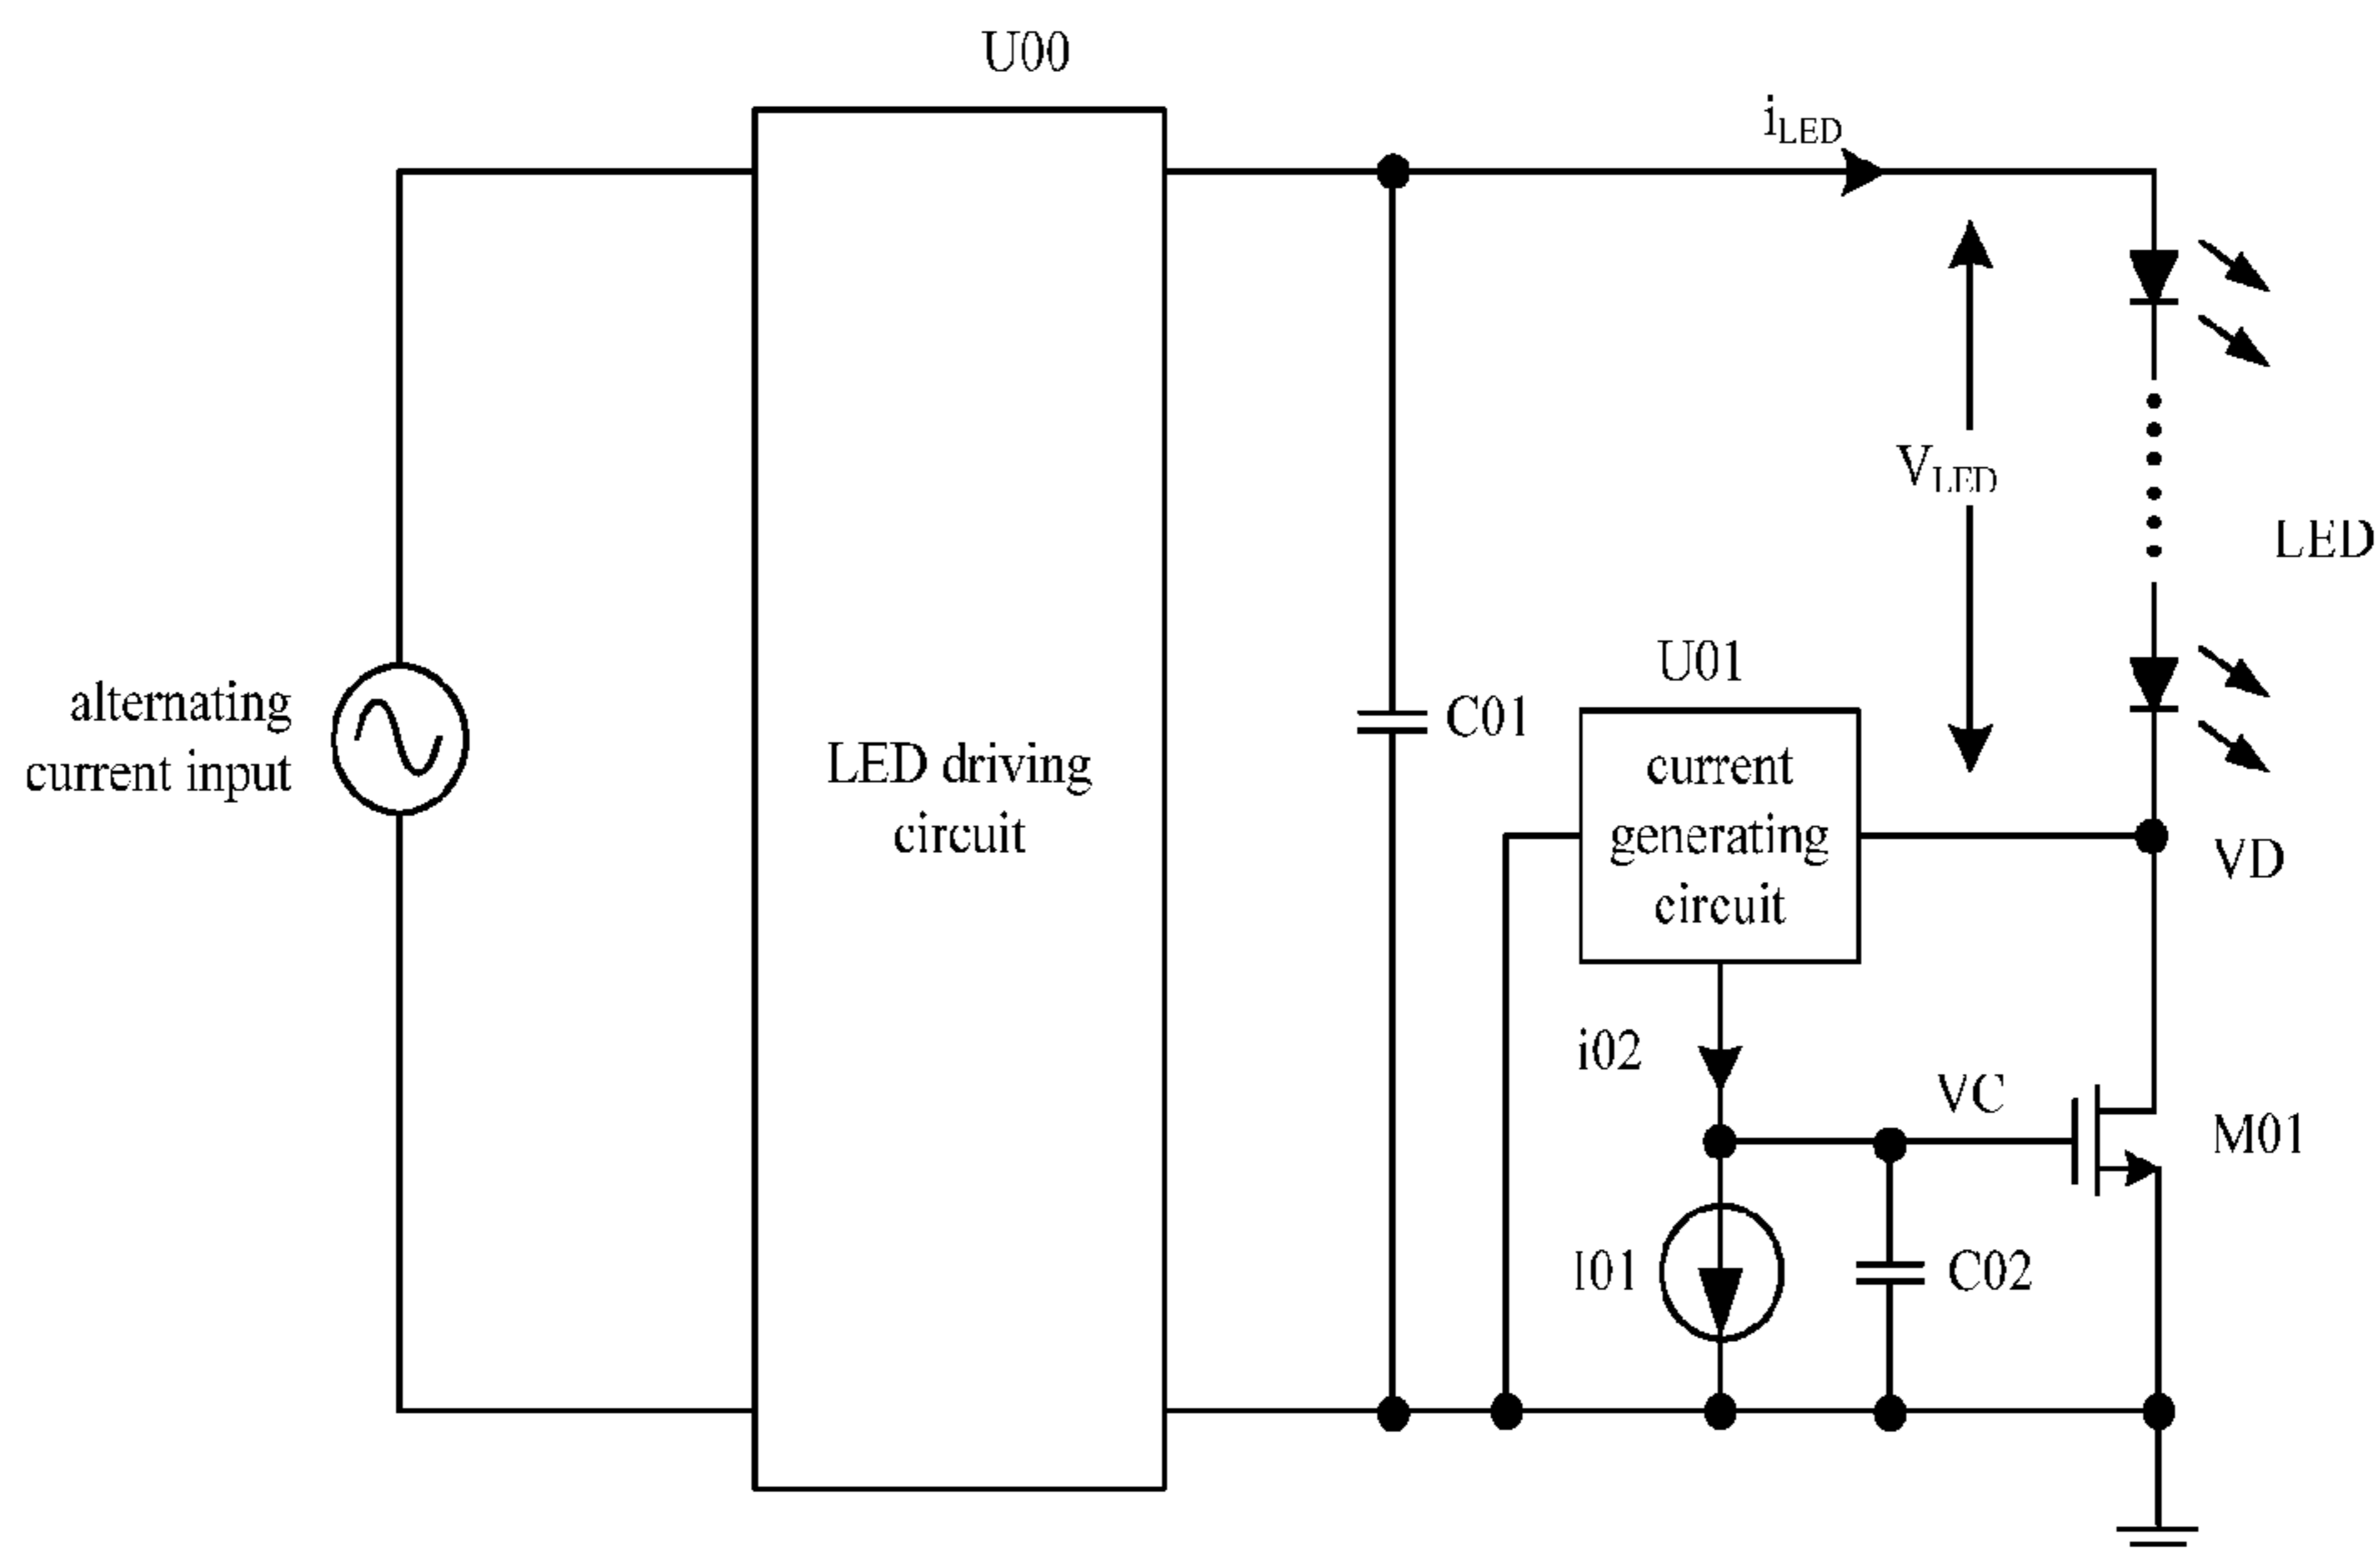 U00
iLED
VLED
LED
U01
alternating
current input
LED driving
circuit
C01
current
generating
circuit
VD
i02
VC
M01
I01
C02